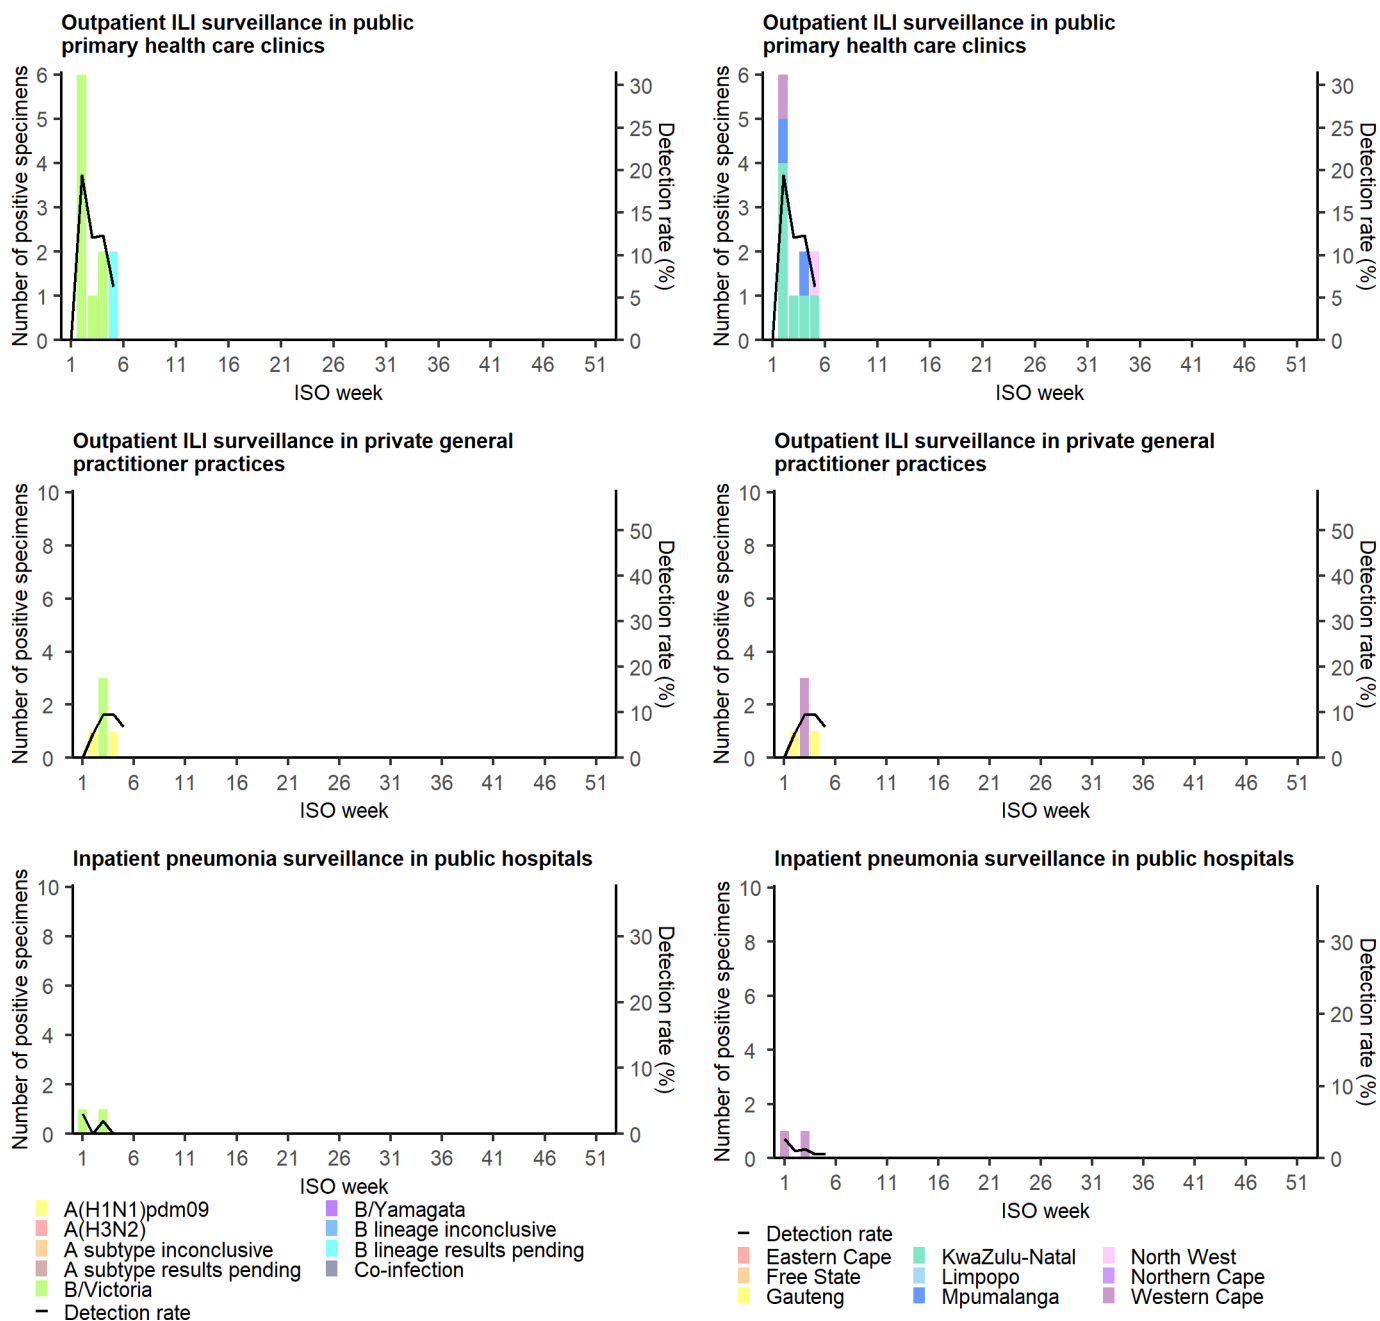 Outpatient ILI surveillance in public
primary health care clinics
Number of positive specimens
6
5
4
3
2
1
0
30
25
20
15
10
5
0
Detection rate (%)
1 6 11 16 21 26 31 36 41 46 51
ISO week
Outpatient ILI surveillance in public
primary health care clinics
Number of positive specimens
6
5
4
3
2
1
0
30
25
20
15
10
5
0
Detection rate (%)
1 6 11 16 21 26 31 36 41 46 51
ISO week
Outpatient ILI surveillance in private general
practitioner practices
Number of positive specimens
10
8
6
4
2
0
50
40
30
20
10
0
Detection rate (%)
1 6 11 16 21 26 31 36 41 46 51
ISO week
Outpatient ILI surveillance in private general
practitioner practices
Number of positive specimens
10
8
6
4
2
0
50
40
30
20
10
0
Detection rate (%)
1 6 11 16 21 26 31 36 41 46 51
ISO week
Inpatient pneumonia surveillance in public hospitals
Number of positive specimens
10
8
6
4
2
0
30
20
10
0
Detection rate (%)
1 6 11 16 21 26 31 36 41 46 51
ISO week
A(H1N1)pdm09
A(H3N2)
A subtype inconclusive
A subtype results pending
B/Victoria
Detection rate
B/Yamagata
B lineage inconclusive
B lineage results pending
Co-infection
Inpatient pneumonia surveillance in public hospitals
Number of positive specimens
10
8
6
4
2
0
30
20
10
0
Detection rate (%)
1 6 11 16 21 26 31 36 41 46 51
ISO week
Detection rate
Eastern Cape
Free State
Gauteng
KwaZulu-Natal
Limpopo
Mpumalanga
North West
Northern Cape
Western Cape